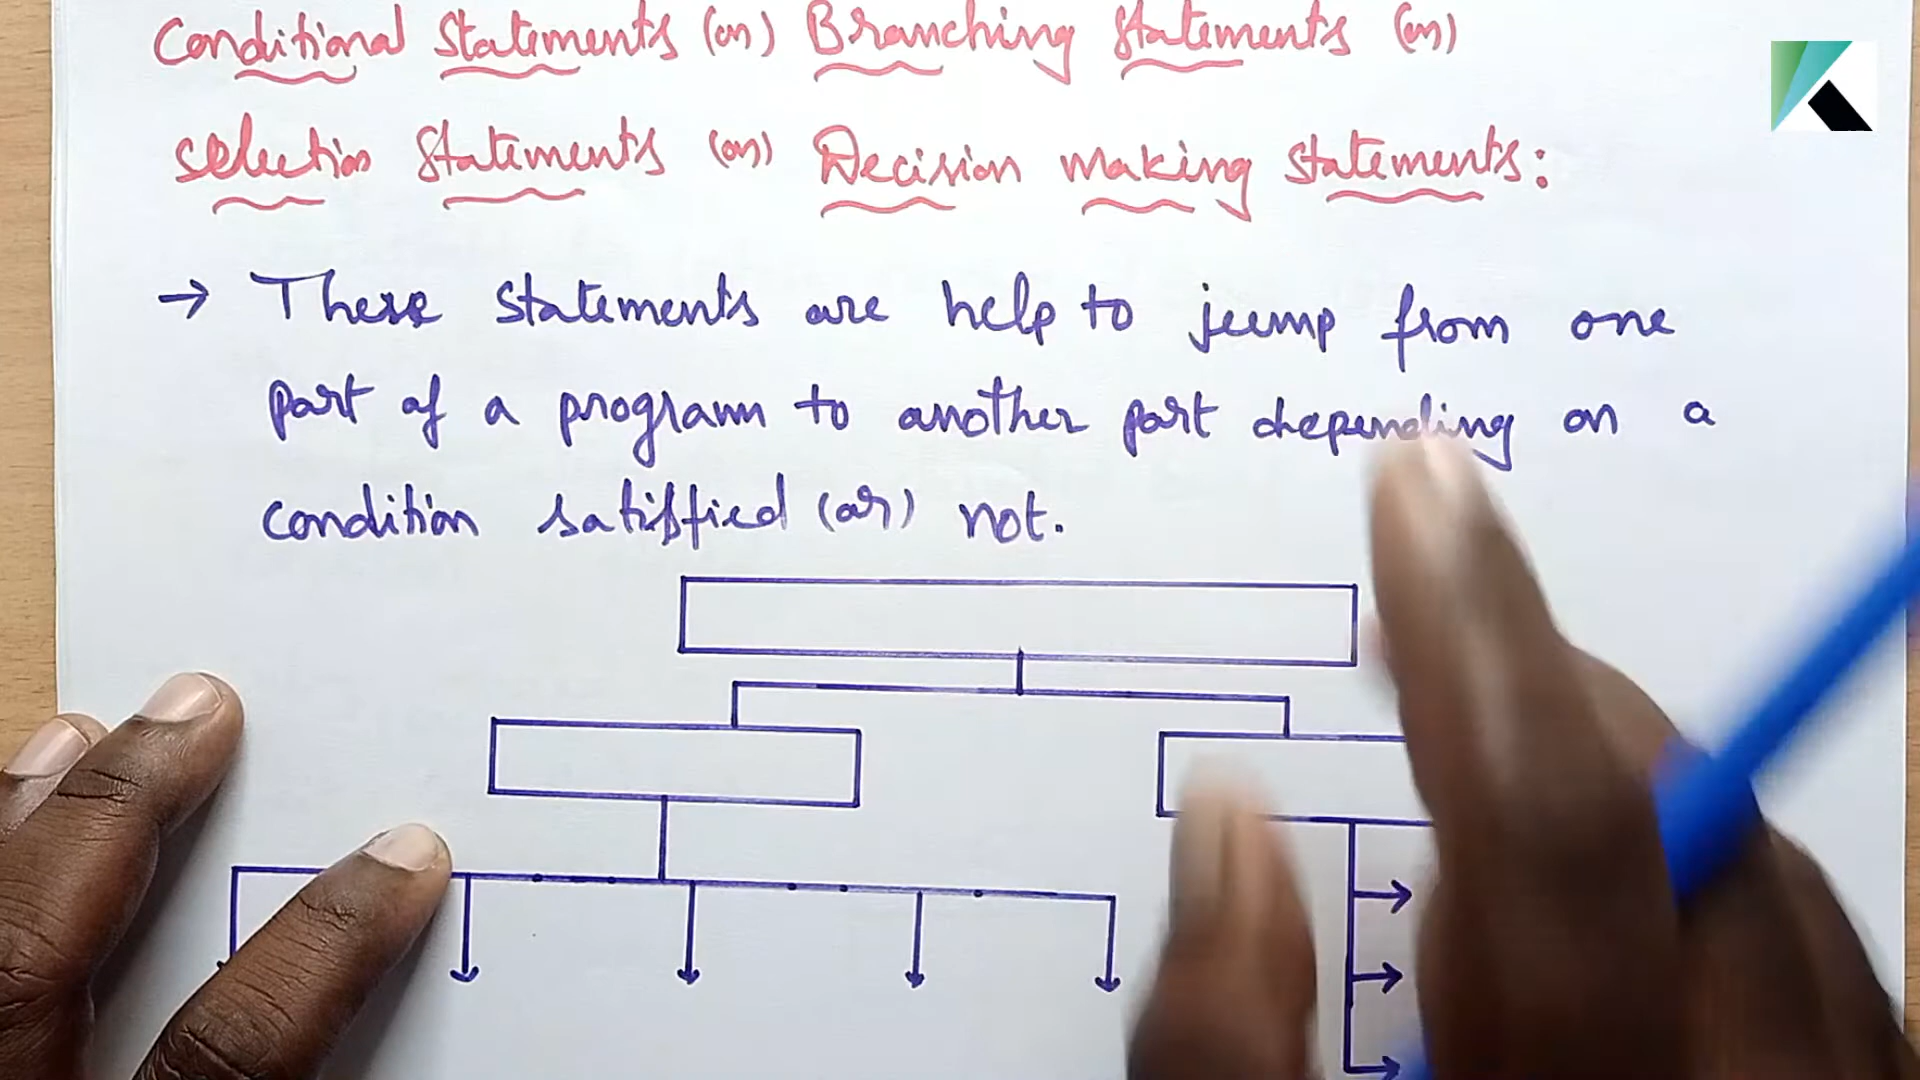 Conditional Statements (or) Branching Statements (or)
Selection Statements (or) Decision Making Statements:
→ These statements are help to jump from one
part of a program to another part depending on a
condition satisfied (or) not.